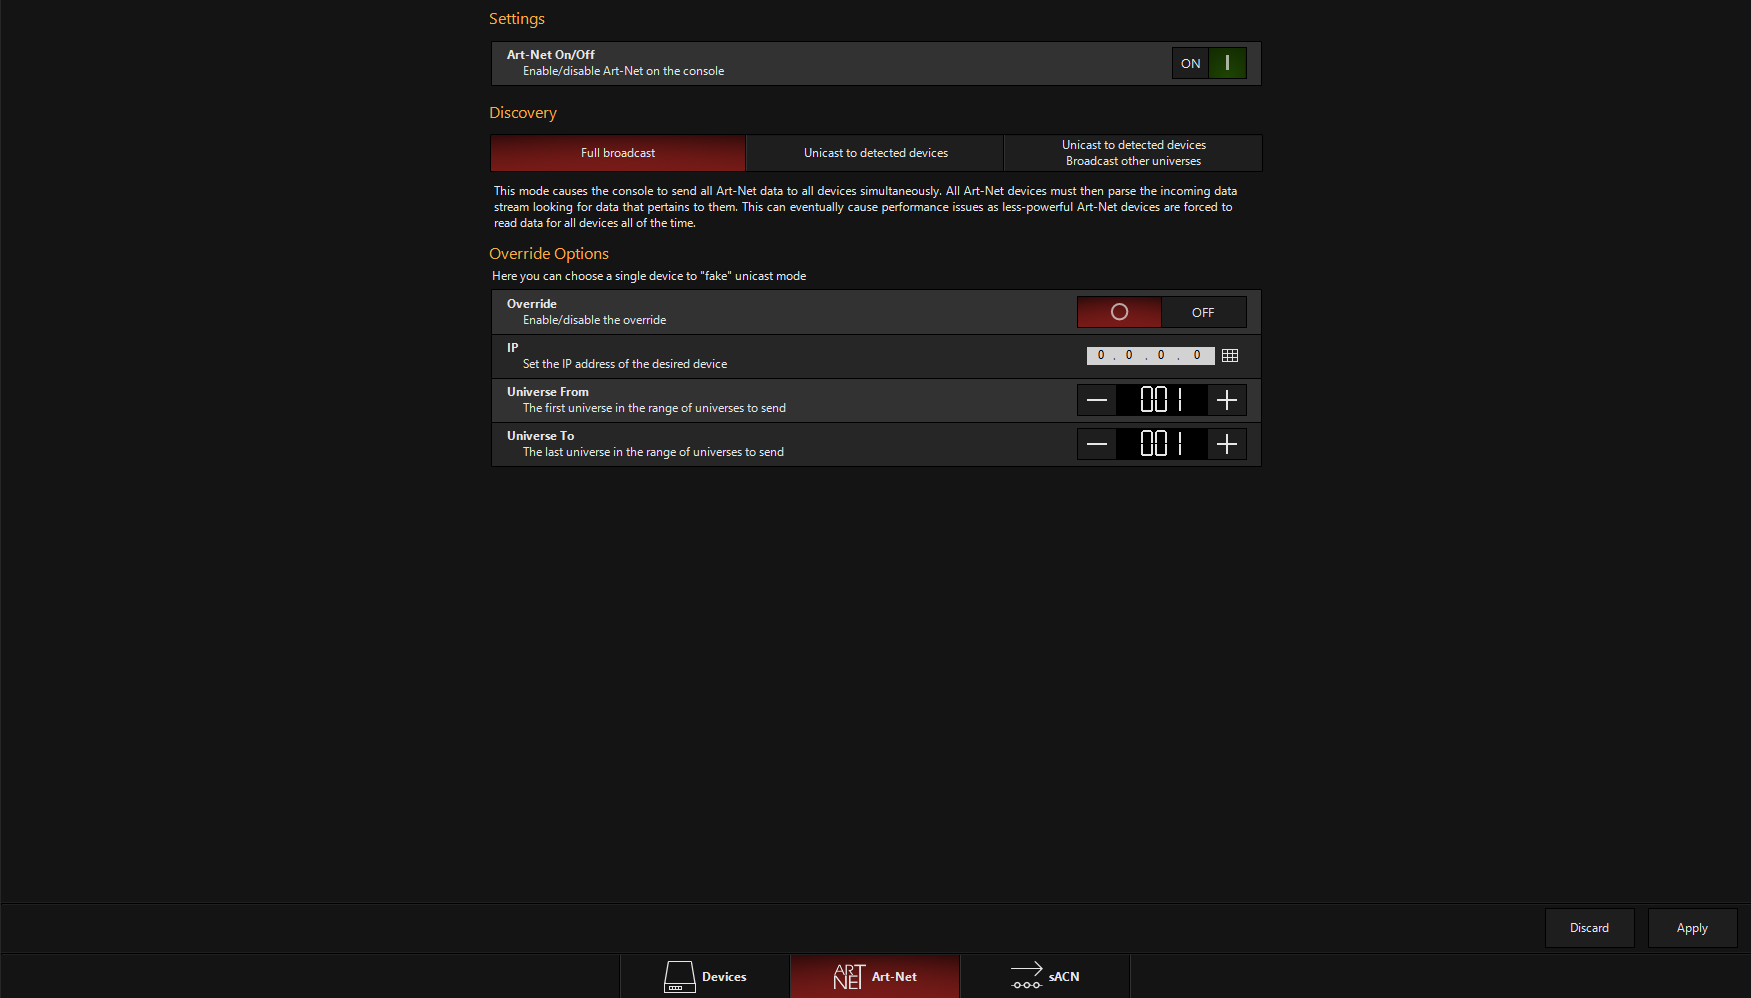 Settings
Art-Net On/Off
Enable/disable Art-Net on the console
ON
Discovery
Full broadcast
Unicast to detected devices
Unicast to detected devices
Broadcast other universes
This mode causes the console to send all Art-Net data to all devices simultaneously. All Art-Net devices must then parse the incoming data
stream looking for data that pertains to them. This can eventually cause performance issues as less-powerful Art-Net devices are forced to
read data for all devices all of the time.
Override Options
Here you can choose a single device to "fake" unicast mode
Override
Enable/disable the override
OFF
IP
Set the IP address of the desired device
0 . 0 . 0 . 0
Universe From
The first universe in the range of universes to send
001
Universe To
The last universe in the range of universes to send
001
Discard
Apply
Devices
ART NET Art-Net
sACN